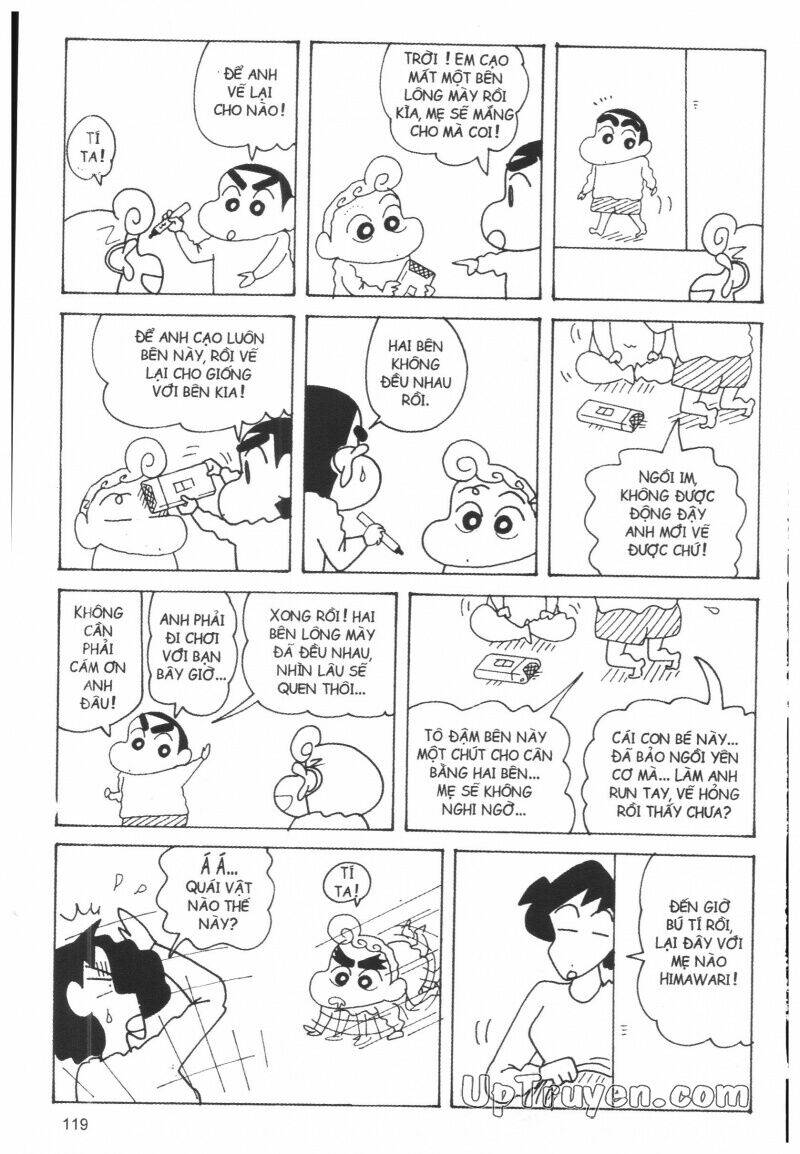 TRỜI ! EM CẠO
MẤT MỘT BÊN
LÔNG MÀY RỒI
KÌA, MẸ SẼ MẮNG
CHO MÀ COI!
ĐỂ ANH
VẼ LẠI
CHO NÀO!
TÍ
TA!
NGỒI IM,
KHÔNG ĐƯỢC
ĐỘNG ĐẬY
ANH MỚI VẼ
ĐƯỢC CHỨ!
HAI BÊN
KHÔNG
ĐỀU NHAU
RỒI.
ĐỂ ANH CẠO LUÔN
BÊN NÀY, RỒI VẼ
LẠI CHO GIỐNG
VỚI BÊN KIA!
CÁI CON BÉ NÀY...
ĐÃ BẢO NGỒI YÊN
CƠ MÀ... LÀM ANH
RUN TAY, VẼ HỎNG
RỒI THẤY CHƯA?
TÔ ĐẬM BÊN NÀY
MỘT CHÚT CHO CÂN
BẰNG HAI BÊN...
MẸ SẼ KHÔNG
NGHI NGỜ...
XONG RỒI! HAI
BÊN LÔNG MÀY
ĐÃ ĐỀU NHAU,
NHÌN LÂU SẼ
QUEN THÔI...
ANH PHẢI
ĐI CHƠI
VỚI BẠN
BÂY GIỜ...
KHÔNG
CẦN
PHẢI
CÁM ƠN
ANH
ĐÂU!
ĐẾN GIỜ
BÚ TÍ RỒI,
LẠI ĐÂY VỚI
MẸ NÀO
HIMAWARI!
TÍ
TA!
Á Á...
QUÁI VẬT
NÀO THẾ
NÀY?
UpTruyen.com
119